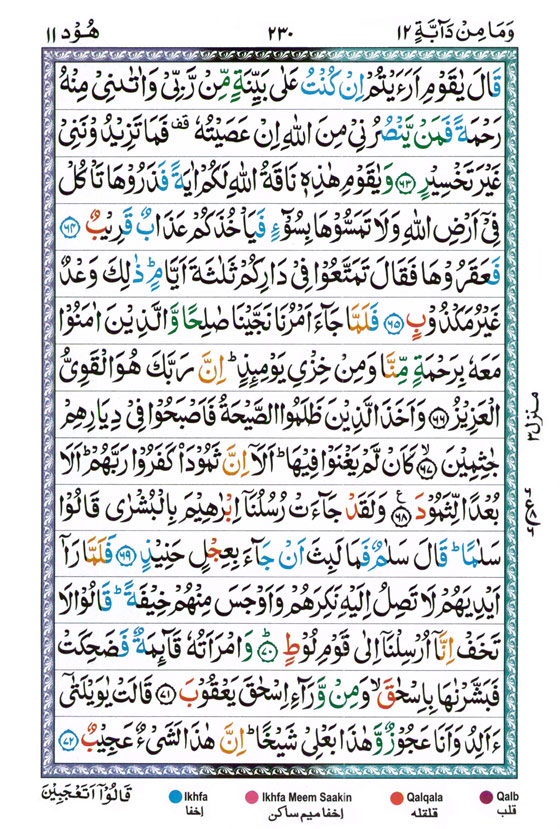 وَمَا مِنْ دَآبَّةٍ ١٢
٢٣٠
هُوْد ١١
قَالَ يٰقَوْمِ اَرَءَيْتُمْ اِنْ كُنْتُ عَلٰى بَيِّنَةٍ مِّنْ رَّبِّىْ وَاٰتٰىنِىْ مِنْهُ
رَحْمَةً فَمَنْ يَّنْصُرُنِىْ مِنَ اللّٰهِ اِنْ عَصَيْتُهٗ قف فَمَا تَزِيْدُوْنَنِىْ
غَيْرَ تَخْسِيْرٍ ﴿٦٣﴾ وَيٰقَوْمِ هٰذِهٖ نَاقَةُ اللّٰهِ لَكُمْ اٰيَةً فَذَرُوْهَا تَاْكُلْ
فِىْٓ اَرْضِ اللّٰهِ وَلَا تَمَسُّوْهَا بِسُوْٓءٍ فَيَاْخُذَكُمْ عَذَابٌ قَرِيْبٌ ﴿٦٤﴾
فَعَقَرُوْهَا فَقَالَ تَمَتَّعُوْا فِىْ دَارِكُمْ ثَلٰثَةَ اَيَّامٍ ؕ ذٰلِكَ وَعْدٌ
غَيْرُ مَكْذُوْبٍ ﴿٦٥﴾ فَلَمَّا جَآءَ اَمْرُنَا نَجَّيْنَا صٰلِحًا وَّالَّذِيْنَ اٰمَنُوْا
مَعَهٗ بِرَحْمَةٍ مِّنَّا وَمِنْ خِزْىِ يَوْمِئِذٍ ؕ اِنَّ رَبَّكَ هُوَ الْقَوِىُّ
الْعَزِيْزُ ﴿٦٦﴾ وَاَخَذَ الَّذِيْنَ ظَلَمُوا الصَّيْحَةُ فَاَصْبَحُوْا فِىْ دِيَارِهِمْ
جٰثِمِيْنَ ۙ﴿٦٧﴾ كَاَنْ لَّمْ يَغْنَوْا فِيْهَا ؕ اَلَاۤ اِنَّ ثَمُوْدَا۟ كَفَرُوْا رَبَّهُمْ ؕ اَلَا
بُعْدًا لِّثَمُوْدَ ﴿٦٨﴾ ع وَلَقَدْ جَآءَتْ رُسُلُنَاۤ اِبْرٰهِيْمَ بِالْبُشْرٰى قَالُوْا
سَلٰمًا ؕ قَالَ سَلٰمٌ فَمَا لَبِثَ اَنْ جَآءَ بِعِجْلٍ حَنِيْذٍ ﴿٦٩﴾ فَلَمَّا رَاٰۤ
اَيْدِيَهُمْ لَا تَصِلُ اِلَيْهِ نَكِرَهُمْ وَاَوْجَسَ مِنْهُمْ خِيْفَةً ؕ قَالُوْا لَا
تَخَفْ اِنَّاۤ اُرْسِلْنَاۤ اِلٰى قَوْمِ لُوْطٍ ؕ﴿٧٠﴾ وَامْرَاَتُهٗ قَآئِمَةٌ فَضَحِكَتْ
فَبَشَّرْنٰهَا بِاِسْحٰقَ ۙ وَمِنْ وَّرَآءِ اِسْحٰقَ يَعْقُوْبَ ﴿٧١﴾ قَالَتْ يٰوَيْلَتٰٓى
ءَاَلِدُ وَاَنَا عَجُوْزٌ وَّهٰذَا بَعْلِىْ شَيْخًا ؕ اِنَّ هٰذَا لَشَىْءٌ عَجِيْبٌ ﴿٧٢﴾
منزل ٣
قَالُوْۤا اَتَعْجَبِيْنَ
Ikhfa
اخفا
Ikhfa Meem Saakin
اخفا میم ساکن
Qalqala
قلقله
Qalb
قلب